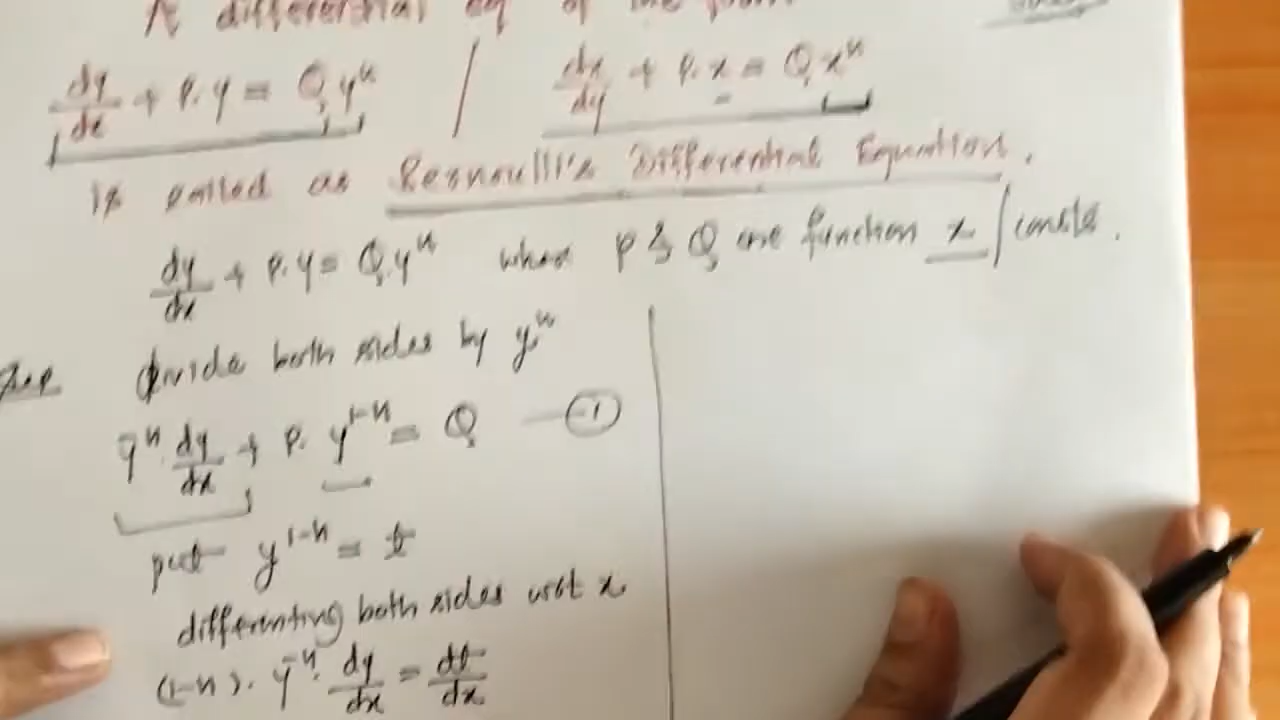 A differential eq of the form
dy/dx + P.y = Q y^n / dx/dy + P.x = Q x^n
is called as Bernoulli's Differential Equation.
dy/dx + P.y = Q.y^n where P & Q are function x / consts.
divide both sides by y^n
y^-n . dy/dx + P. y^1-n = Q — ①
put y^1-n = t
differenting both sides wrt x
(1-n). y^-n . dy/dx = dt/dx